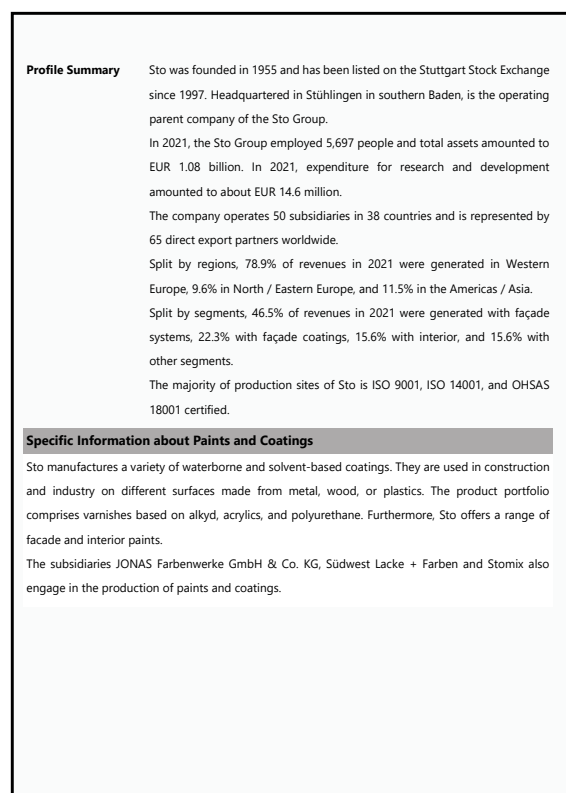 Profile Summary Sto was founded in 1955 and has been listed on the Stuttgart Stock Exchange
since 1997. Headquartered in Stühlingen in southern Baden, is the operating
parent company of the Sto Group.
In 2021, the Sto Group employed 5,697 people and total assets amounted to
EUR 1.08 billion. In 2021, expenditure for research and development
amounted to about EUR 14.6 million.
The company operates 50 subsidiaries in 38 countries and is represented by
65 direct export partners worldwide.
Split by regions, 78.9% of revenues in 2021 were generated in Western
Europe, 9.6% in North / Eastern Europe, and 11.5% in the Americas / Asia.
Split by segments, 46.5% of revenues in 2021 were generated with façade
systems, 22.3% with façade coatings, 15.6% with interior, and 15.6% with
other segments.
The majority of production sites of Sto is ISO 9001, ISO 14001, and OHSAS
18001 certified.
Specific Information about Paints and Coatings
Sto manufactures a variety of waterborne and solvent-based coatings. They are used in construction
and industry on different surfaces made from metal, wood, or plastics. The product portfolio
comprises varnishes based on alkyd, acrylics, and polyurethane. Furthermore, Sto offers a range of
facade and interior paints.
The subsidiaries JONAS Farbenwerke GmbH & Co. KG, Südwest Lacke + Farben and Stomix also
engage in the production of paints and coatings.